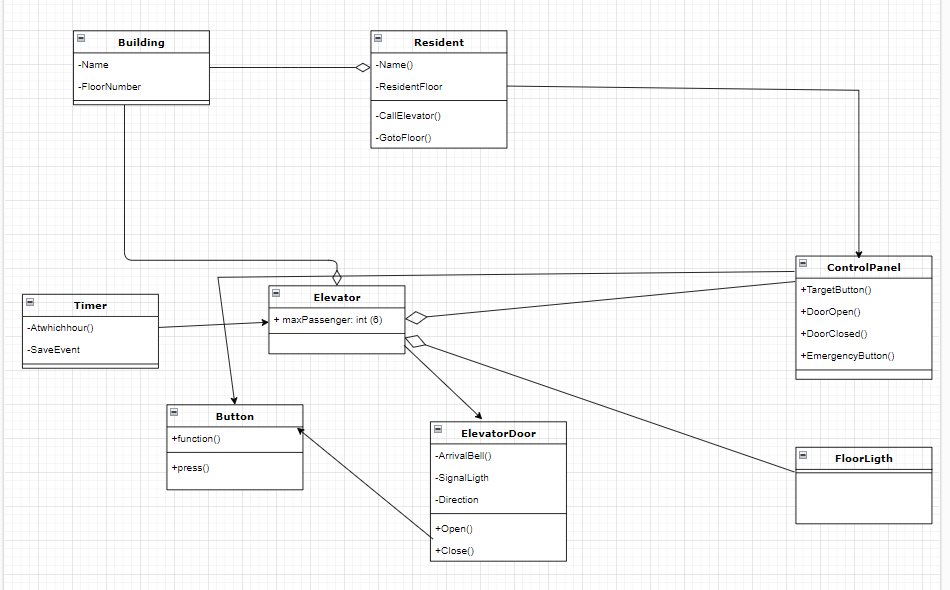 Building
-Name
-FloorNumber
Resident
-Name()
-ResidentFloor
-CallElevator()
-GotoFloor()
ControlPanel
+TargetButton()
+DoorOpen()
+DoorClosed()
+EmergencyButton()
Elevator
+ maxPassenger: int (6)
Timer
-Atwhichhour()
-SaveEvent
Button
+function()
+press()
ElevatorDoor
-ArrivalBell()
-SignalLigth
-Direction
+Open()
+Close()
FloorLigth